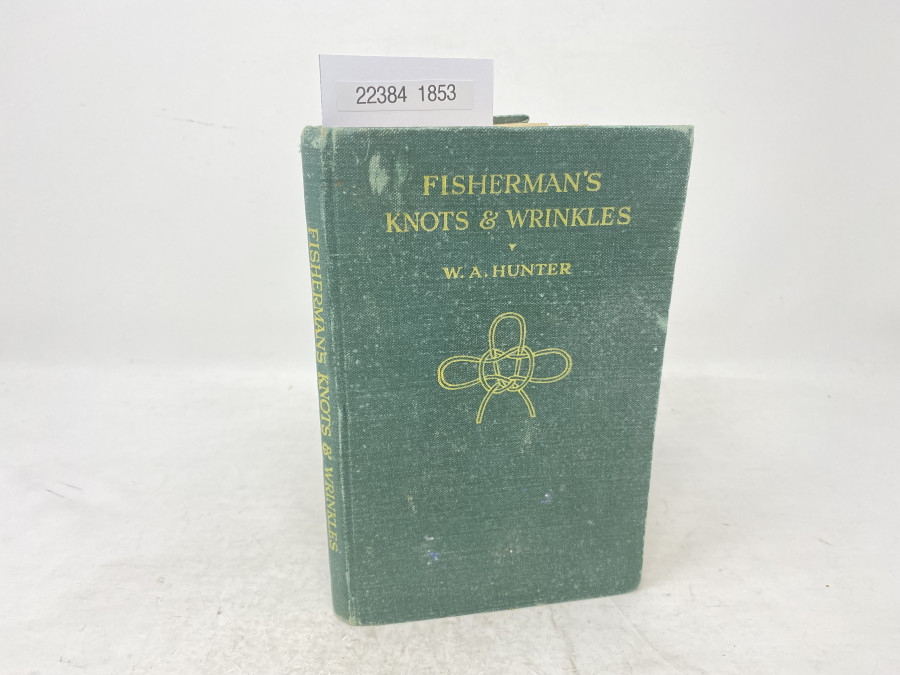 22384 1853
FISHERMAN'S
KNOTS & WRINKLES
W. A. HUNTER
FISHERMAN'S KNOTS & WRINKLES